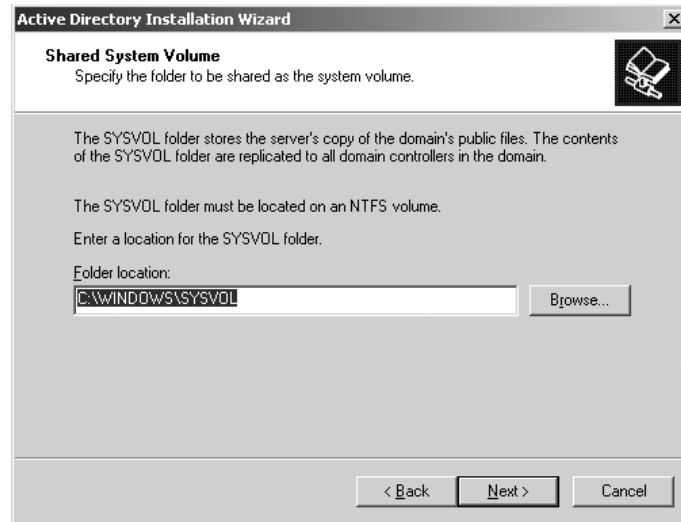 Active Directory Installation Wizard
Shared System Volume
Specify the folder to be shared as the system volume.
The SYSVOL folder stores the server's copy of the domain's public files. The contents
of the SYSVOL folder are replicated to all domain controllers in the domain.
The SYSVOL folder must be located on an NTFS volume.
Enter a location for the SYSVOL folder.
Folder location:
C:\WINDOWS\SYSVOL
Browse...
< Back
Next >
Cancel